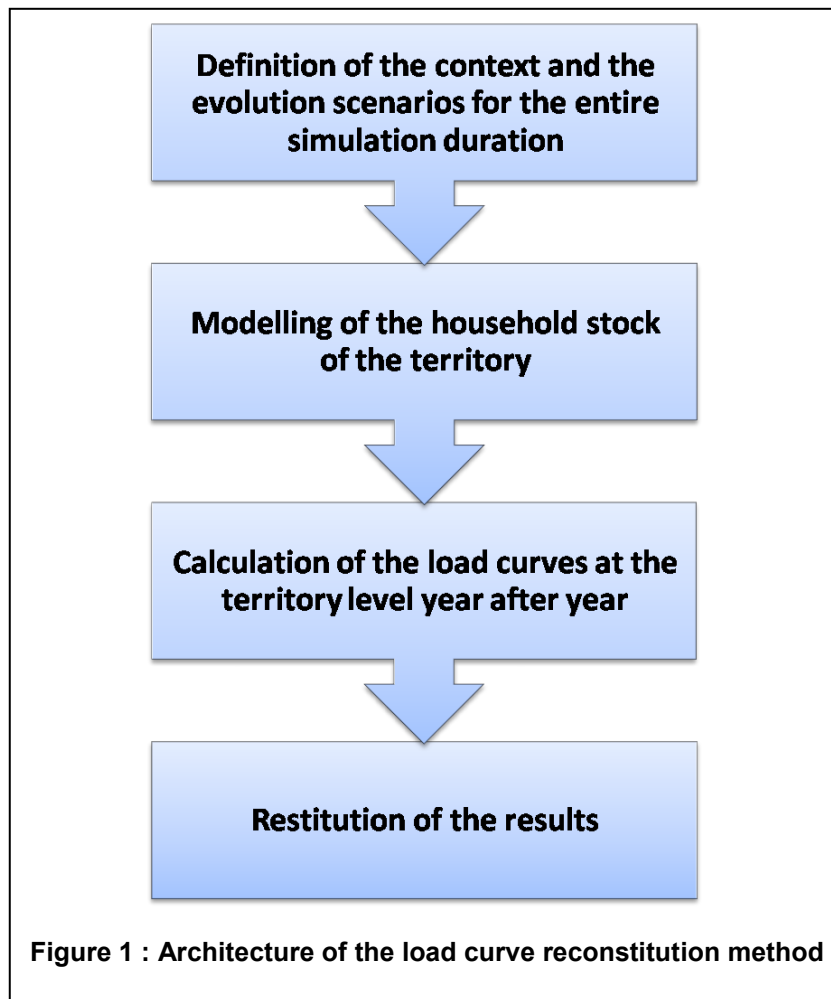 Definition of the context and the
evolution scenarios for the entire
simulation duration
Modelling of the household stock
of the territory
Calculation of the load curves at the
territory level year after year
Restitution of the results
Figure 1 : Architecture of the load curve reconstitution method